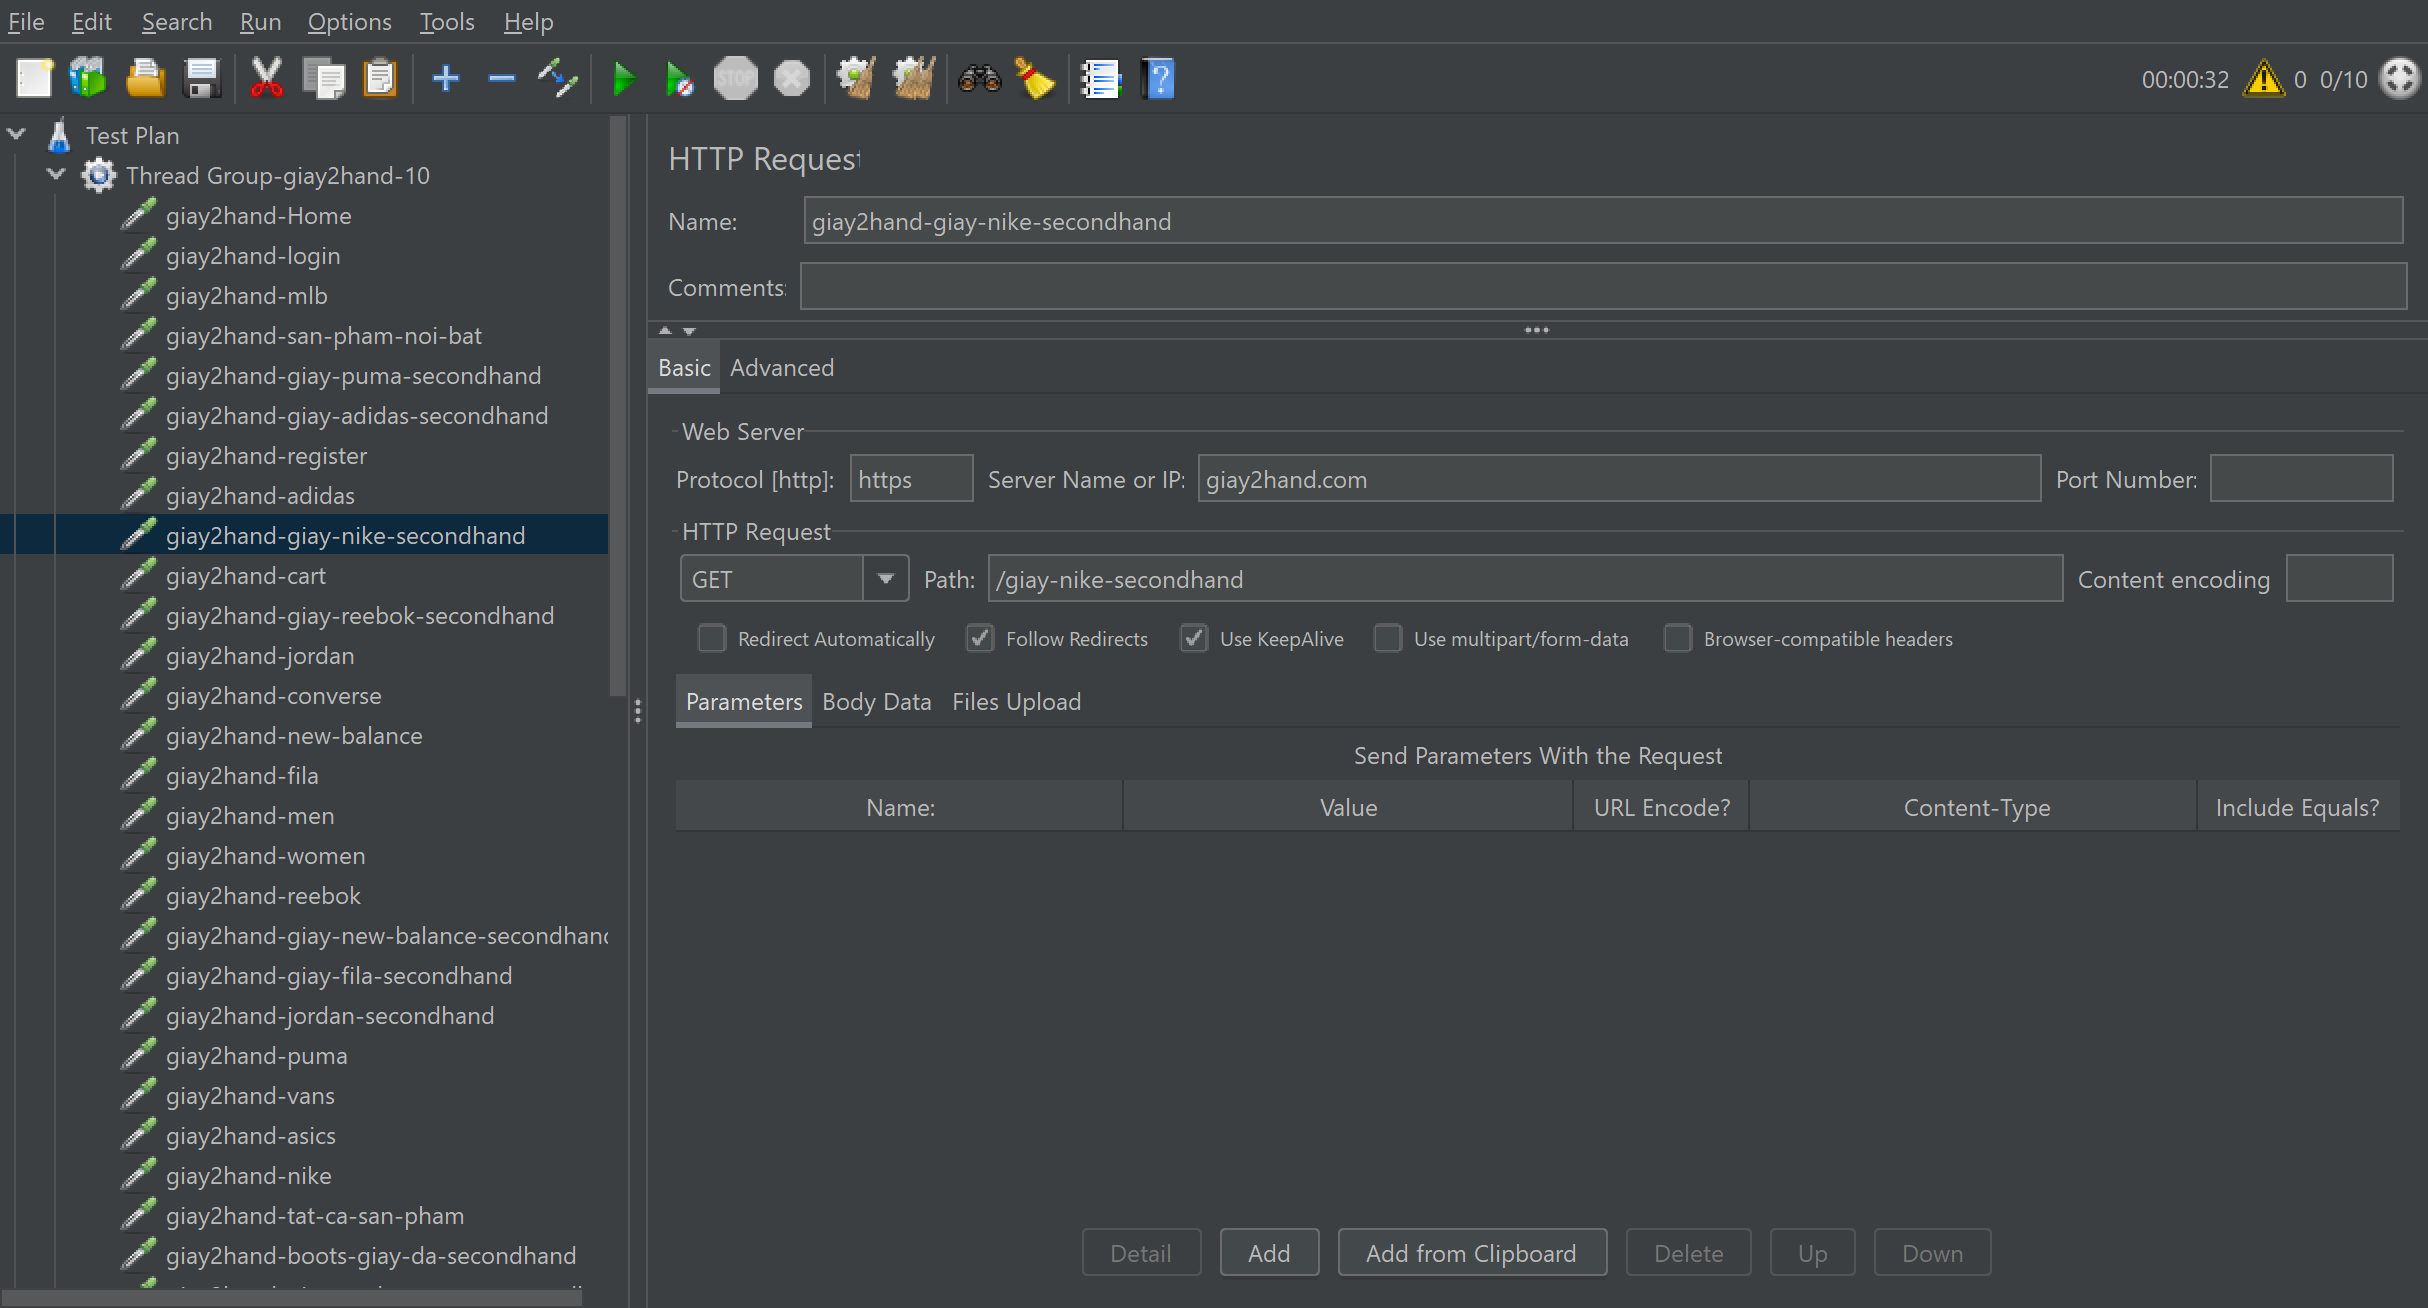 File Edit Search Run Options Tools Help
STOP
00:00:32 0 0/10
Test Plan
Thread Group-giay2hand-10
giay2hand-Home
giay2hand-login
giay2hand-mlb
giay2hand-san-pham-noi-bat
giay2hand-giay-puma-secondhand
giay2hand-giay-adidas-secondhand
giay2hand-register
giay2hand-adidas
giay2hand-giay-nike-secondhand
giay2hand-cart
giay2hand-giay-reebok-secondhand
giay2hand-jordan
giay2hand-converse
giay2hand-new-balance
giay2hand-fila
giay2hand-men
giay2hand-women
giay2hand-reebok
giay2hand-giay-new-balance-secondhand
giay2hand-giay-fila-secondhand
giay2hand-jordan-secondhand
giay2hand-puma
giay2hand-vans
giay2hand-asics
giay2hand-nike
giay2hand-tat-ca-san-pham
giay2hand-boots-giay-da-secondhand
HTTP Request
Name: giay2hand-giay-nike-secondhand
Comments:
Basic Advanced
Web Server
Protocol [http]: https Server Name or IP: giay2hand.com Port Number:
HTTP Request
GET Path: /giay-nike-secondhand Content encoding
Redirect Automatically Follow Redirects Use KeepAlive Use multipart/form-data Browser-compatible headers
Parameters Body Data Files Upload
Send Parameters With the Request
Name: Value URL Encode? Content-Type Include Equals?
Detail Add Add from Clipboard Delete Up Down